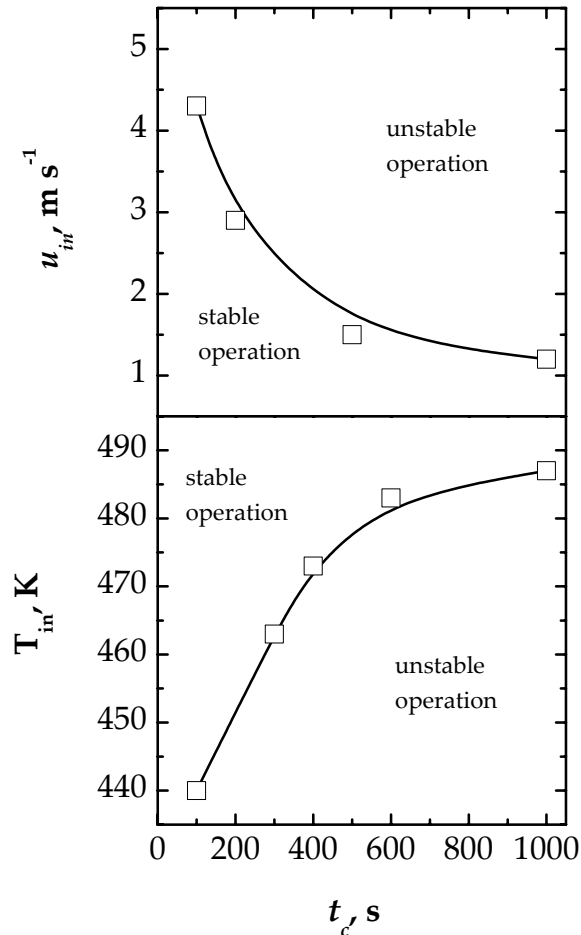 5
4
3
2
1
u_in, m s^-1
unstable
operation
stable
operation
490
480
470
460
450
440
T_in, K
stable
operation
unstable
operation
0 200 400 600 800 1000
t_c, s